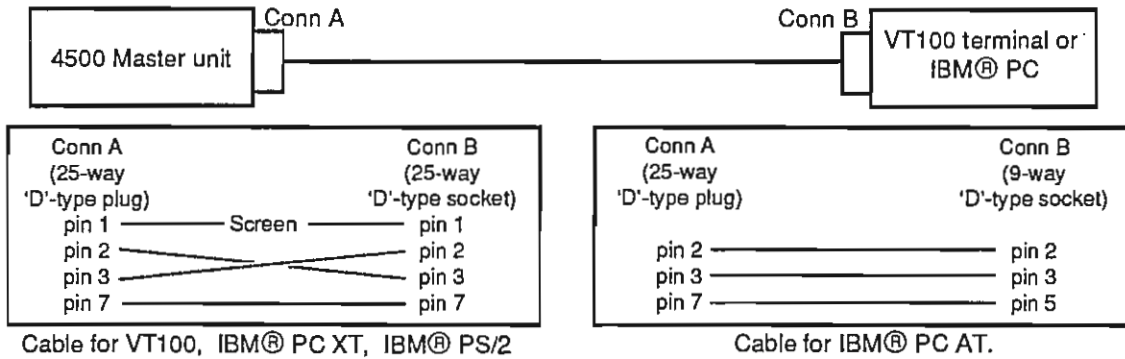 Conn A
Conn B
4500 Master unit
VT100 terminal or
IBM® PC
Conn A
(25-way
'D'-type plug)
Conn B
(25-way
'D'-type socket)
pin 1 Screen pin 1
pin 2 pin 2
pin 3 pin 3
pin 7 pin 7
Cable for VT100, IBM® PC XT, IBM® PS/2
Conn A
(25-way
'D'-type plug)
Conn B
(9-way
'D'-type socket)
pin 2 pin 2
pin 3 pin 3
pin 7 pin 5
Cable for IBM® PC AT.